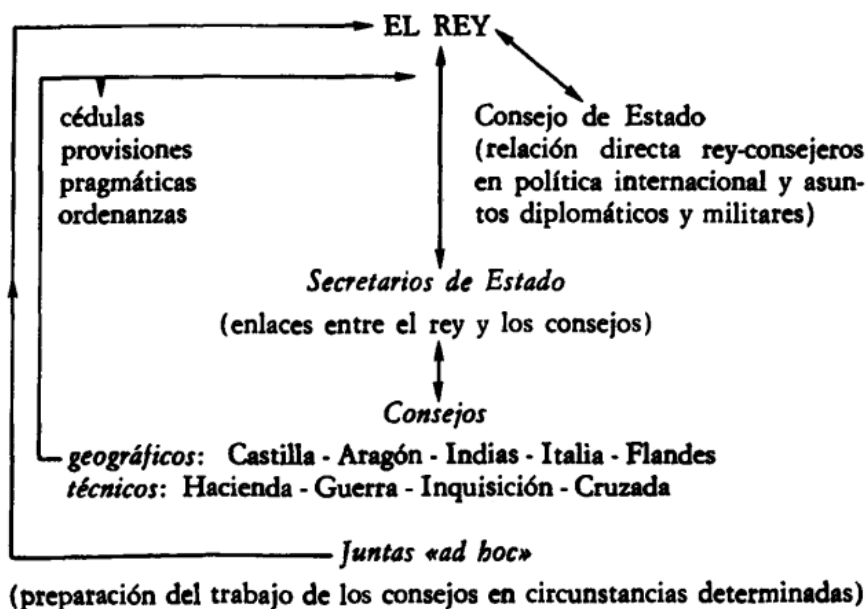 EL REY
cédulas
provisiones
pragmáticas
ordenanzas
Consejo de Estado
(relación directa rey-consejeros
en política internacional y asun-
tos diplomáticos y militares)
Secretarios de Estado
(enlaces entre el rey y los consejos)
Consejos
geográficos: Castilla - Aragón - Indias - Italia - Flandes
técnicos: Hacienda - Guerra - Inquisición - Cruzada
Juntas «ad hoc»
(preparación del trabajo de los consejos en circunstancias determinadas)